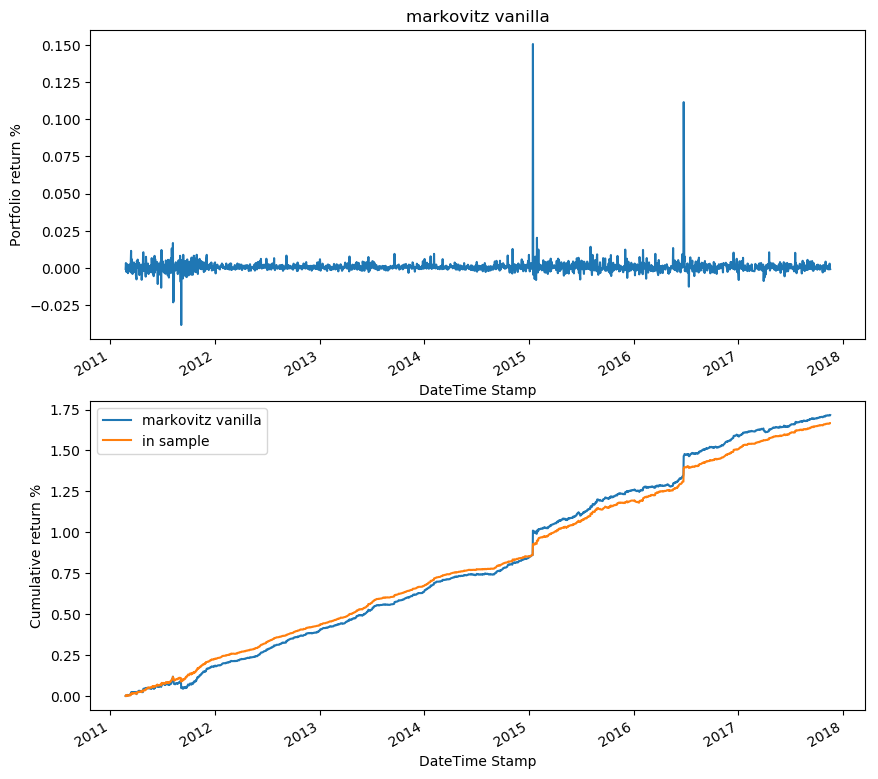 markovitz vanilla
Portfolio return %
0.150
0.125
0.100
0.075
0.050
0.025
0.000
−0.025
2011 2012 2013 2014 2015 2016 2017 2018
DateTime Stamp
Cumulative return %
1.75
1.50
1.25
1.00
0.75
0.50
0.25
0.00
markovitz vanilla
in sample
2011 2012 2013 2014 2015 2016 2017 2018
DateTime Stamp